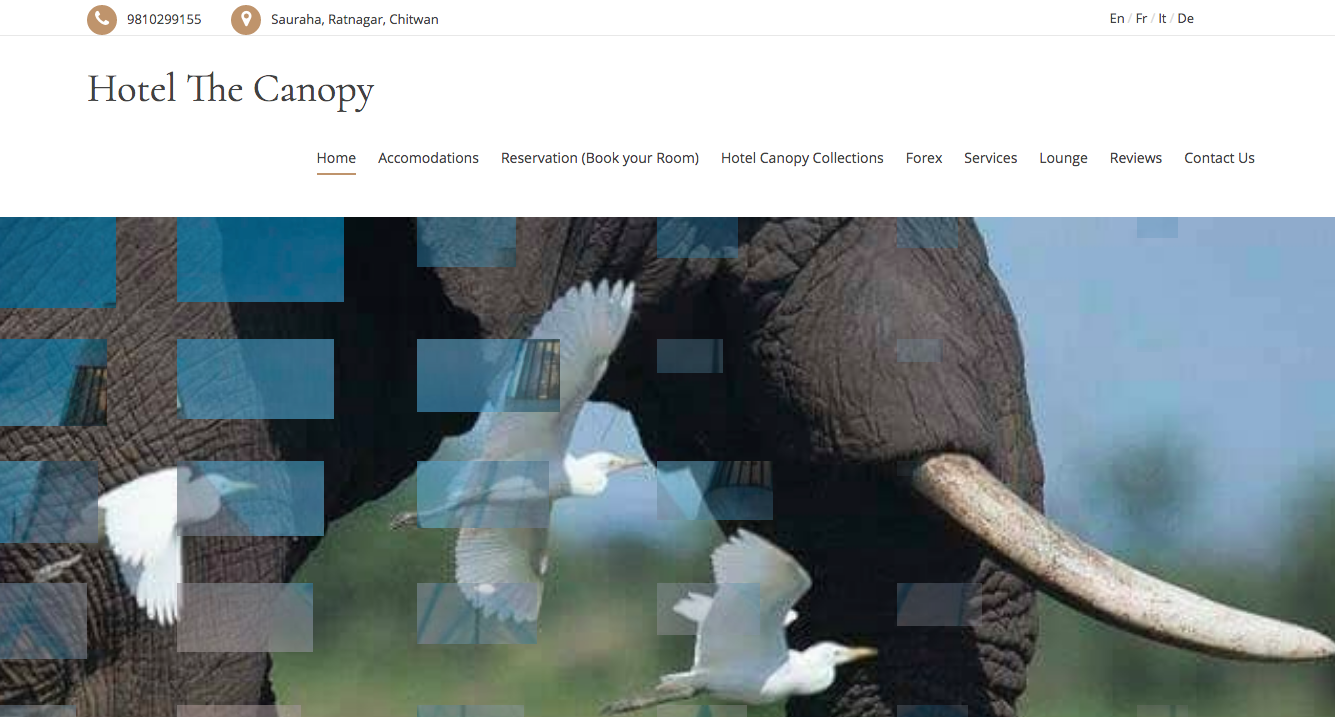 9810299155 Sauraha, Ratnagar, Chitwan En / Fr / It / De
Hotel The Canopy
Home Accomodations Reservation (Book your Room) Hotel Canopy Collections Forex Services Lounge Reviews Contact Us